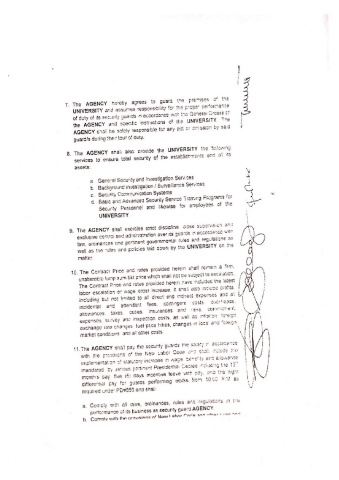 7. The AGENCY hereby agrees to guard the premises of the
UNIVERSITY and assumes responsibility for the proper performance
of duty of its security guards in accordance with the General Orders of
the AGENCY and specific instructions of the UNIVERSITY. The
AGENCY shall be solely responsible for any act or omission by said
guards during their tour of duty.
8. The AGENCY shall also provide the UNIVERSITY the following
services to ensure total security of the establishments and all its
assets:
a. General Security and Investigation Services
b. Background Investigation / Surveillance Services
c. Security Communication Systems
d. Basic and Advanced Security Service Training Programs for
Security Personnel and likewise for employees of the
UNIVERSITY
9. The AGENCY shall exercise strict discipline, close supervision and
exclusive control and administration over its guards in accordance with
law, ordinances and pertinent governmental rules and regulations as
well as the rules and policies laid down by the UNIVERSITY on the
matter.
10. The Contract Price and rates provided herein shall remain a firm,
unalterable lump sum price which shall not be subject to escalation.
The Contract Price and rates provided herein have included the latest
labor escalation or wage order increase. It shall also include profits,
including but not limited to all direct and indirect expenses and all
incidental and attendant fees, contingent costs, overhead,
allowances, taxes, duties, insurances and risks, commitment
expenses, survey and inspection costs, as well as inflation, foreign
exchange rate changes, fuel price hikes, changes in local and foreign
market conditions, and all other costs.
11. The AGENCY shall pay the security guards the salary in accordance
with the provisions of the New Labor Code and shall include the
implementation of statutory increase in wage, benefits and allowance
mandated by various pertinent Presidential Decree including the 13th
months pay, five (5) days incentive leave with pay, and the night
differential pay for guards performing works from 10:00 P.M as
required under PD#855 and shall:
a. Comply with all laws, ordinances, rules and regulations in the
performance of its business as security guard AGENCY
b. Comply with the provisions of New Labor Code and other laws and